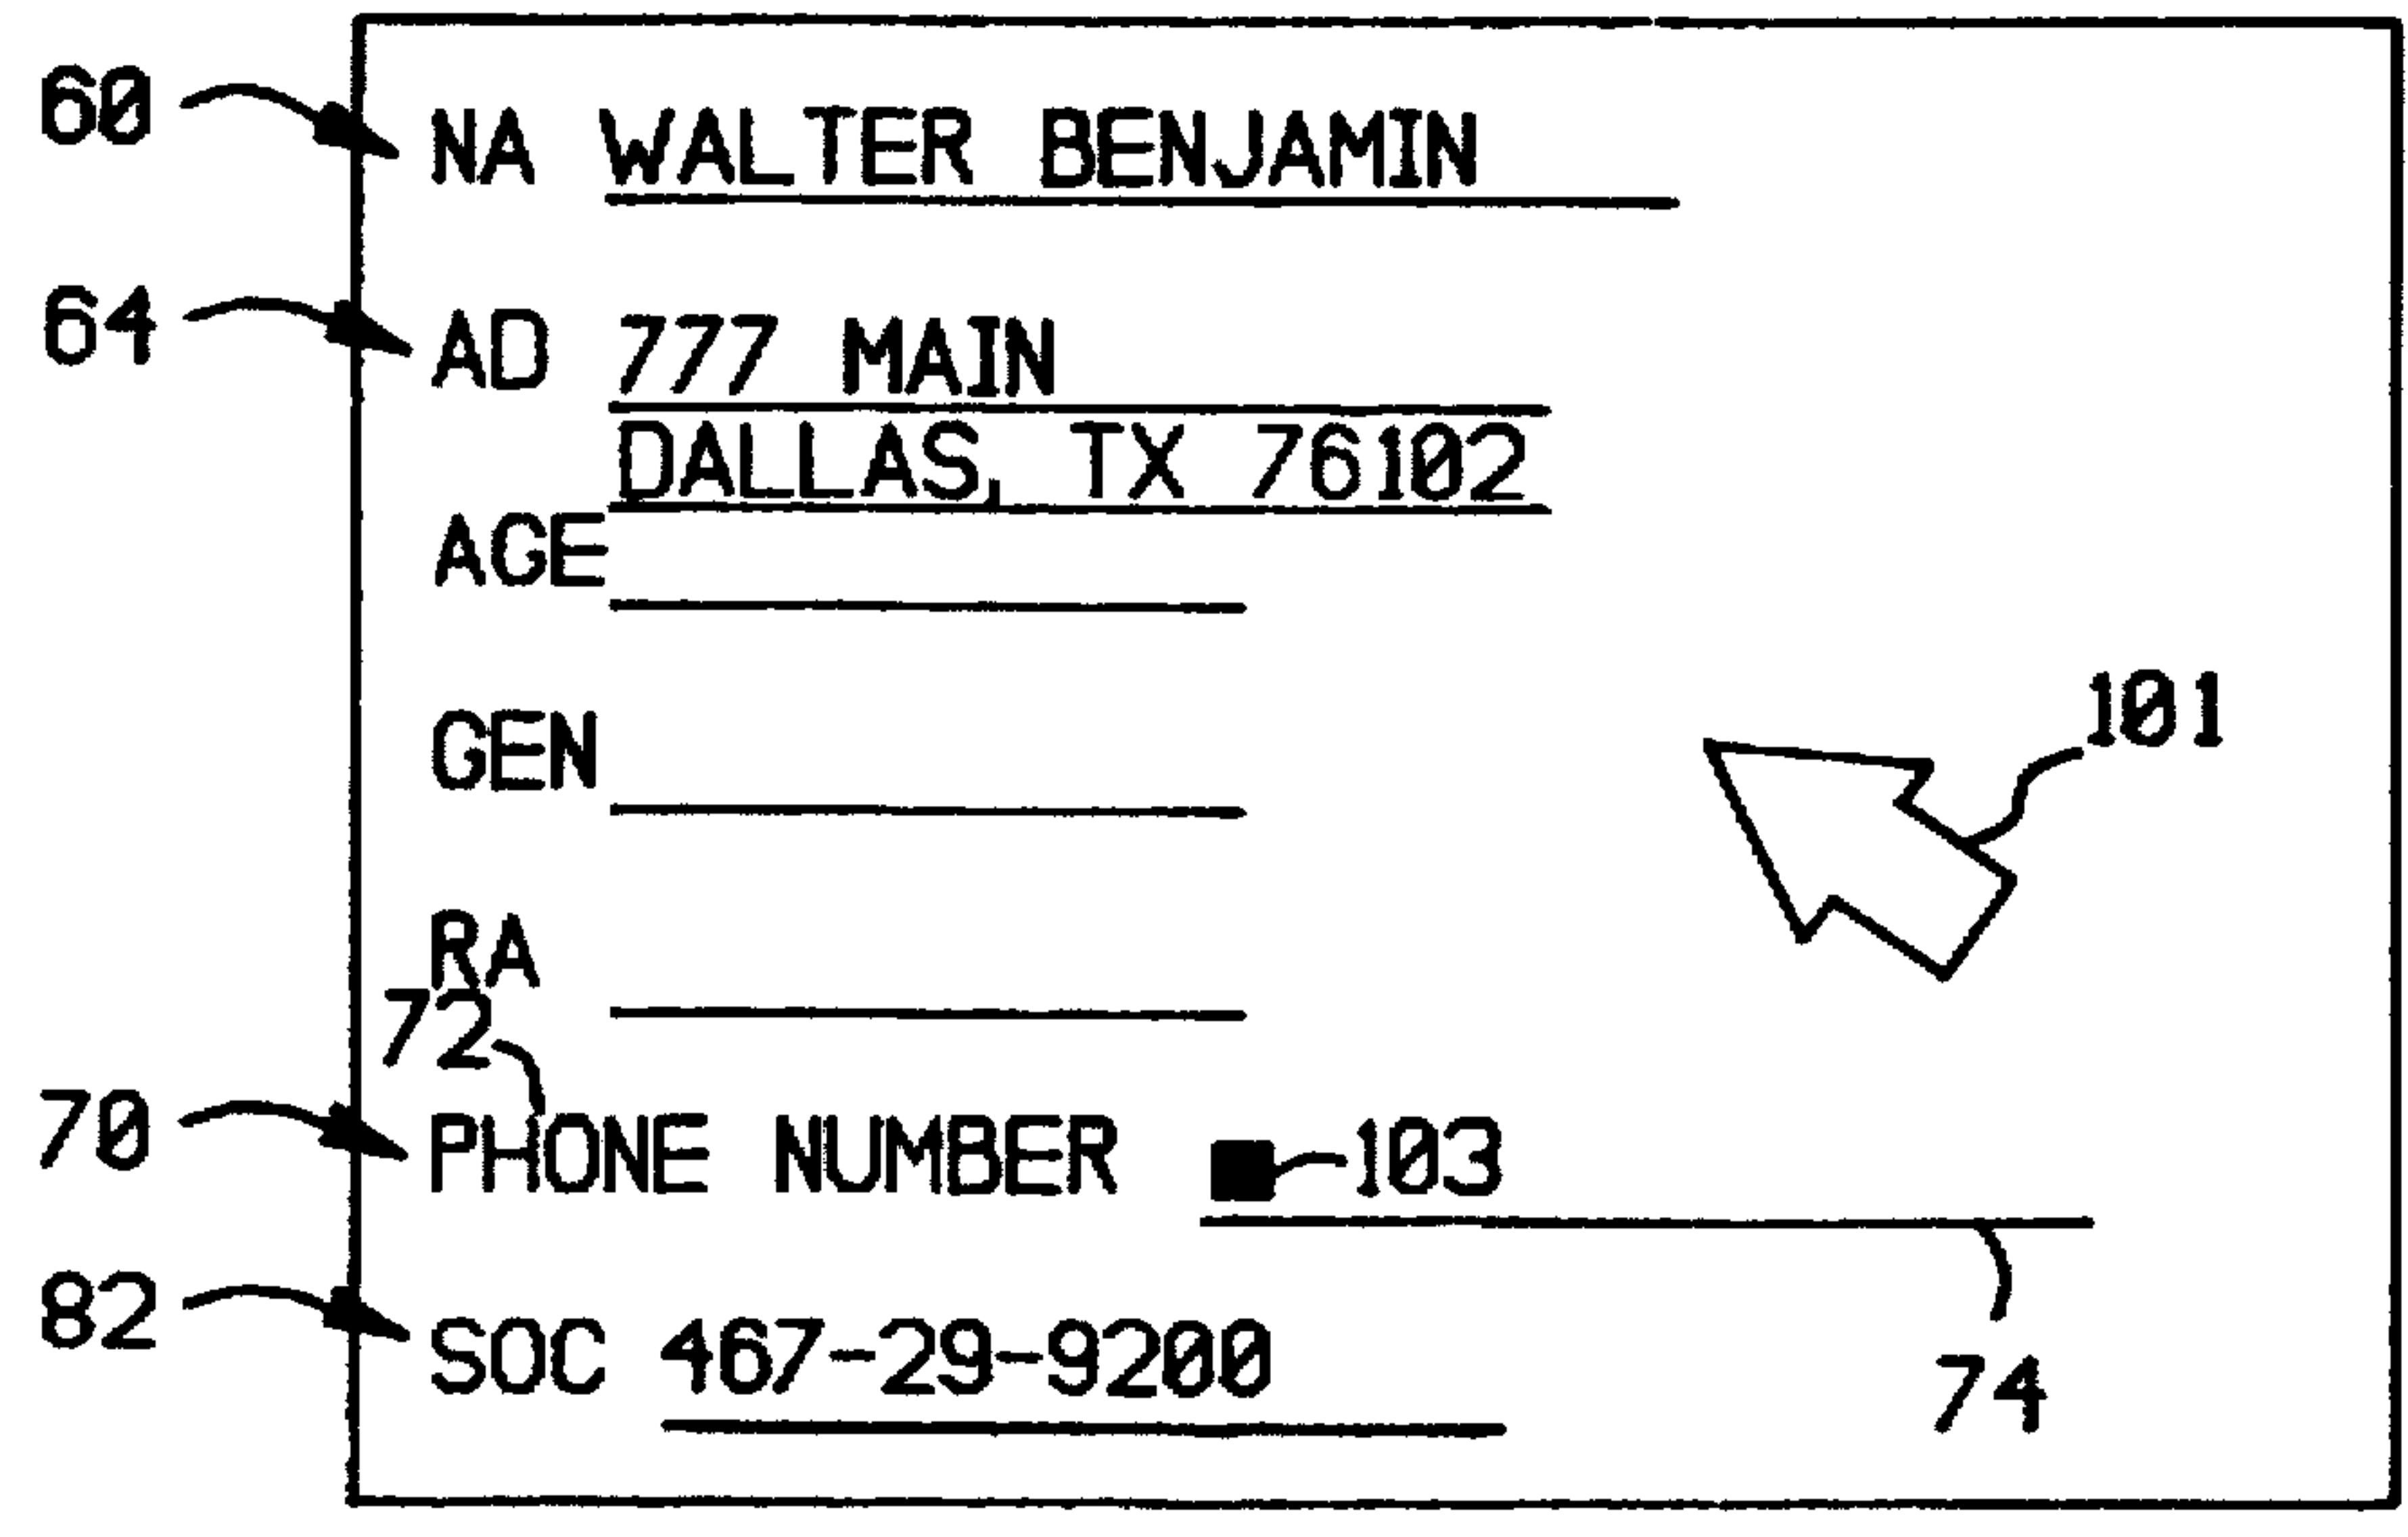 60 NA WALTER BENJAMIN
64 AD 777 MAIN
DALLAS, TX 76102
AGE
GEN
101
RA
72
70 PHONE NUMBER 103
82 SOC 467-29-9200
74